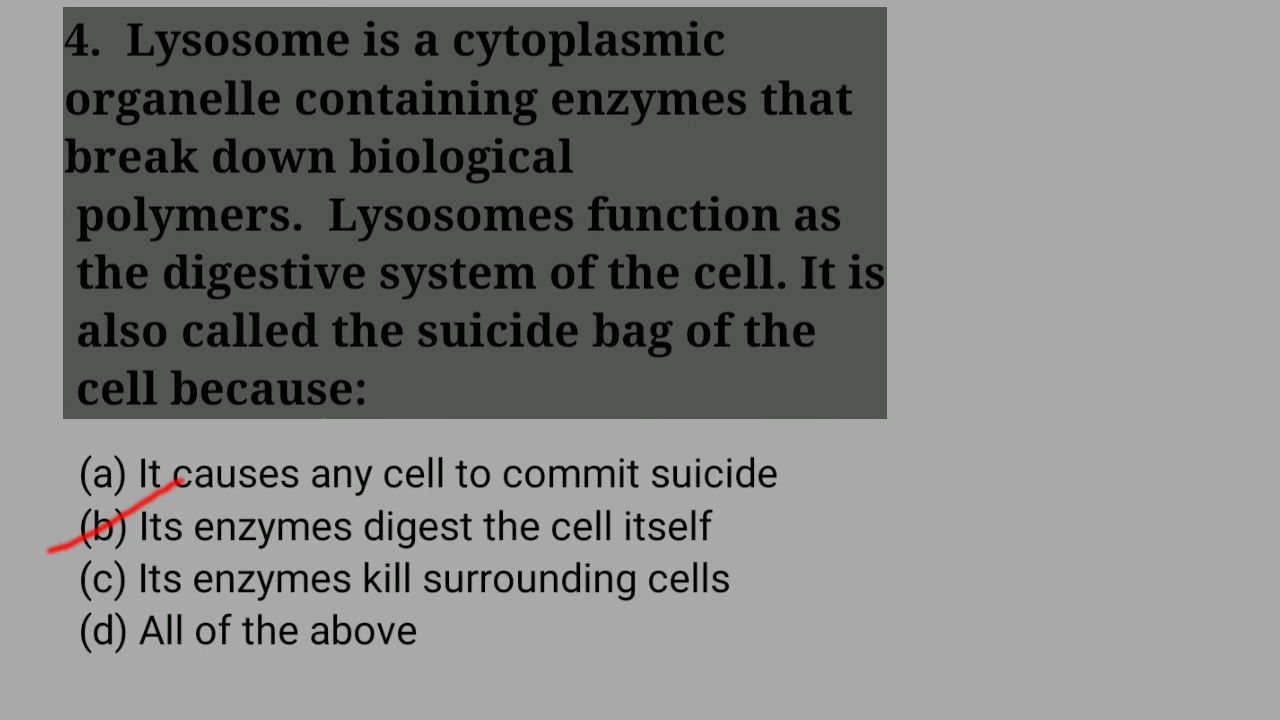 4. Lysosome is a cytoplasmic
organelle containing enzymes that
break down biological
polymers. Lysosomes function as
the digestive system of the cell. It is
also called the suicide bag of the
cell because:
(a) It causes any cell to commit suicide
(b) Its enzymes digest the cell itself
(c) Its enzymes kill surrounding cells
(d) All of the above